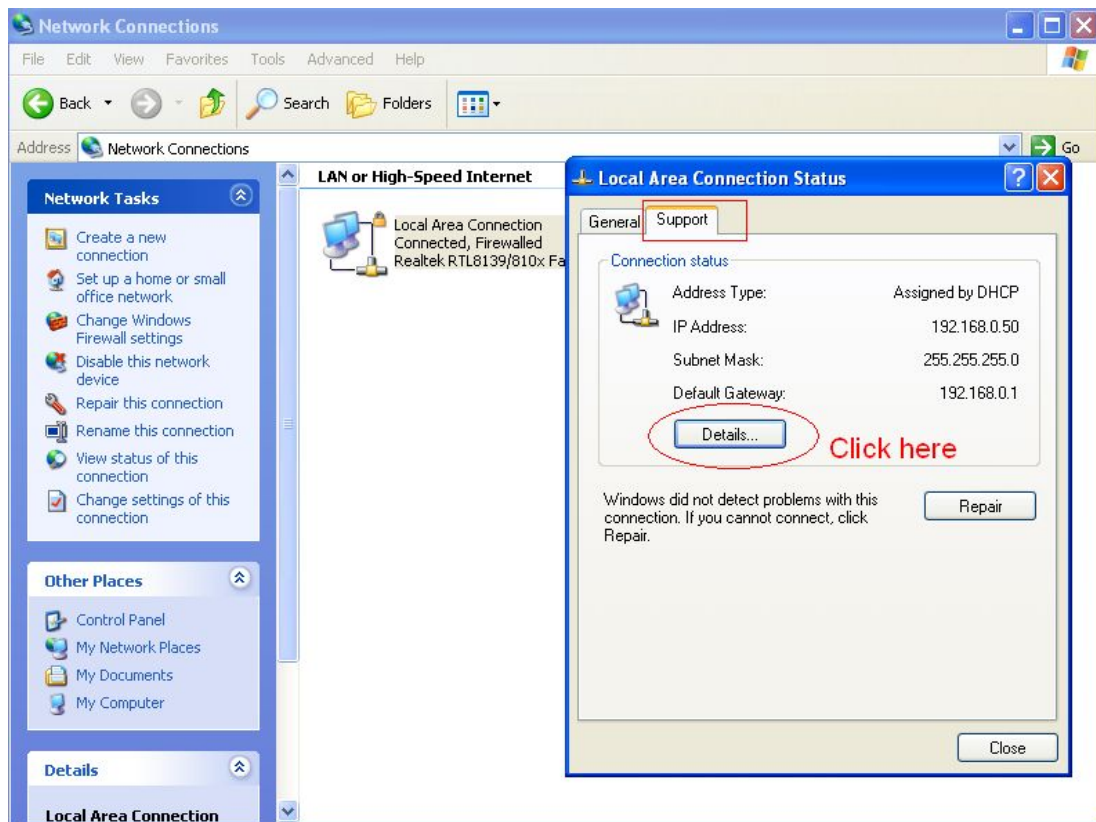 Network Connections
File Edit View Favorites Tools Advanced Help
Back Search Folders
Address Network Connections Go
Network Tasks
Create a new
connection
Set up a home or small
office network
Change Windows
Firewall settings
Disable this network
device
Repair this connection
Rename this connection
View status of this
connection
Change settings of this
connection
Other Places
Control Panel
My Network Places
My Documents
My Computer
Details
Local Area Connection
LAN or High-Speed Internet
Local Area Connection
Connected, Firewalled
Realtek RTL8139/810x Fa
Local Area Connection Status
General Support
Connection status
Address Type: Assigned by DHCP
IP Address: 192.168.0.50
Subnet Mask: 255.255.255.0
Default Gateway: 192.168.0.1
Details... Click here
Windows did not detect problems with this
connection. If you cannot connect, click
Repair.
Repair
Close